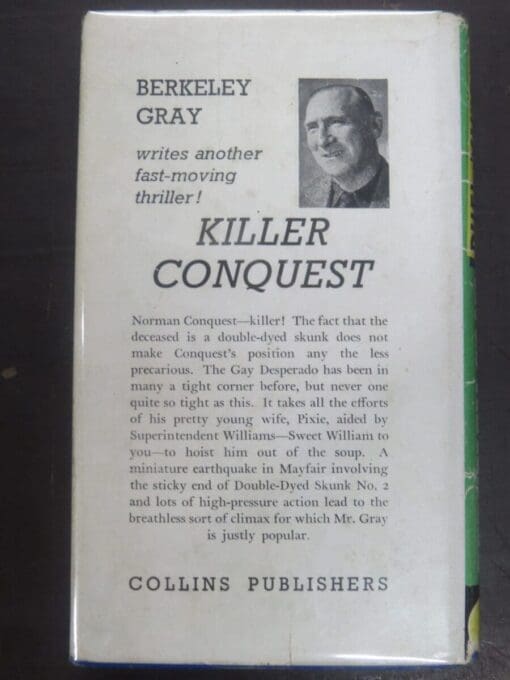 BERKELEY
GRAY
writes another
fast-moving
thriller!
KILLER
CONQUEST
Norman Conquest—killer! The fact that the
deceased is a double-dyed skunk does not
make Conquest's position any the less
precarious. The Gay Desperado has been in
many a tight corner before, but never one
quite so tight as this. It takes all the efforts
of his pretty young wife, Pixie, aided by
Superintendent Williams—Sweet William to
you—to hoist him out of the soup. A
miniature earthquake in Mayfair involving
the sticky end of Double-Dyed Skunk No. 2
and lots of high-pressure action lead to the
breathless sort of climax for which Mr. Gray
is justly popular.
COLLINS PUBLISHERS